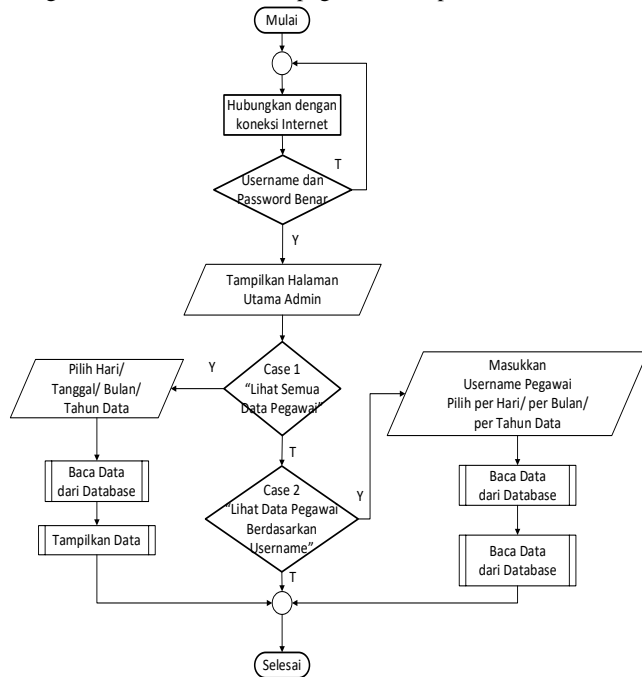 Mulai
Hubungkan dengan
koneksi Internet
T
Username dan
Password Benar
Y
Tampilkan Halaman
Utama Admin
Pilih Hari/
Tanggal/ Bulan/
Tahun Data
Y
Case 1
“Lihat Semua
Data Pegawai”
Masukkan
Username Pegawai
Pilih per Hari/ per Bulan/
per Tahun Data
T
Baca Data
dari Database
Case 2
“Lihat Data Pegawai
Berdasarkan
Username”
Y
Baca Data
dari Database
Tampilkan Data
Baca Data
dari Database
T
Selesai